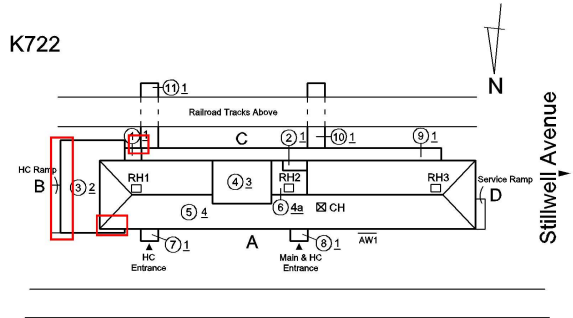 K722
N
11 1
Railroad Tracks Above
1 1
C
2 1
10 1
9 1
HC Ramp
B
3 2
RH1
4 3
RH2
RH3
Service Ramp
D
5 4
6 4a
CH
7 1
A
8 1
AW1
HC
Entrance
Main & HC
Entrance
Stillwell Avenue